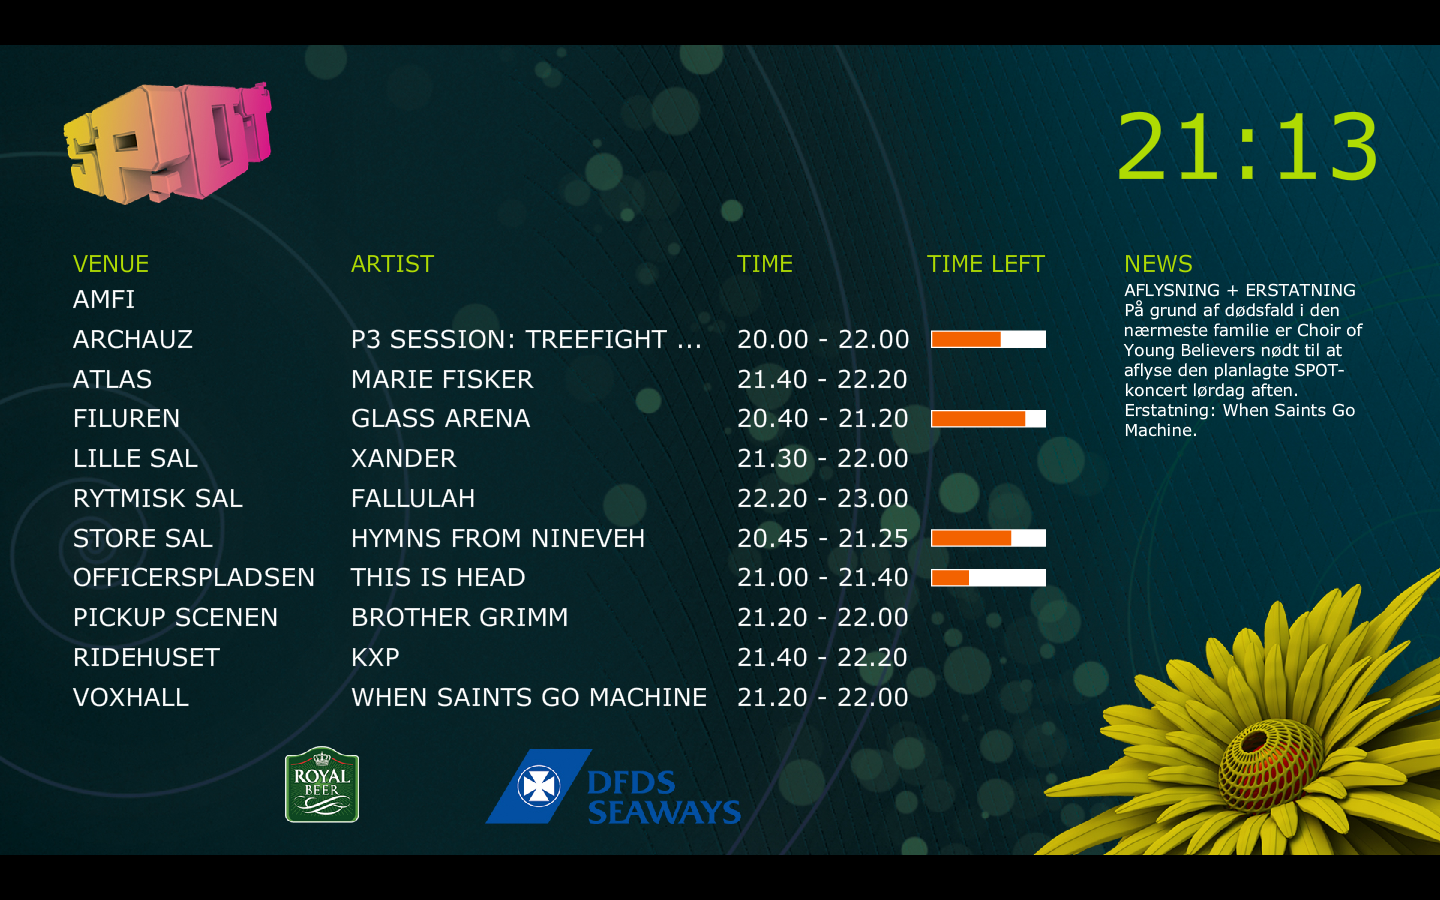 SPOT
21:13
VENUE ARTIST TIME TIME LEFT NEWS
AMFI
ARCHAUZ P3 SESSION: TREEFIGHT ... 20.00 - 22.00
ATLAS MARIE FISKER 21.40 - 22.20
FILUREN GLASS ARENA 20.40 - 21.20
LILLE SAL XANDER 21.30 - 22.00
RYTMISK SAL FALLULAH 22.20 - 23.00
STORE SAL HYMNS FROM NINEVEH 20.45 - 21.25
OFFICERSPLADSEN THIS IS HEAD 21.00 - 21.40
PICKUP SCENEN BROTHER GRIMM 21.20 - 22.00
RIDEHUSET KXP 21.40 - 22.20
VOXHALL WHEN SAINTS GO MACHINE 21.20 - 22.00
AFLYSNING + ERSTATNING
På grund af dødsfald i den
nærmeste familie er Choir of
Young Believers nødt til at
aflyse den planlagte SPOT-
koncert lørdag aften.
Erstatning: When Saints Go
Machine.
ROYAL
BEER
DFDS
SEAWAYS